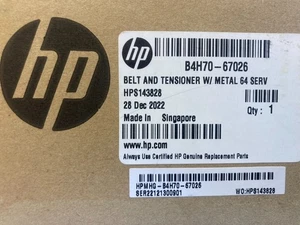 hp
hp
B4H70-67026
BELT AND TENSIONER W/ METAL 64 SERV
HPS143828
28 Dec 2022
Qty : 1
Made In Singapore
www.hp.com
Always Use Certified HP Genuine Replacement Parts
HPMHG-B4H70-67026
SER22121300901
WO:HPS143828